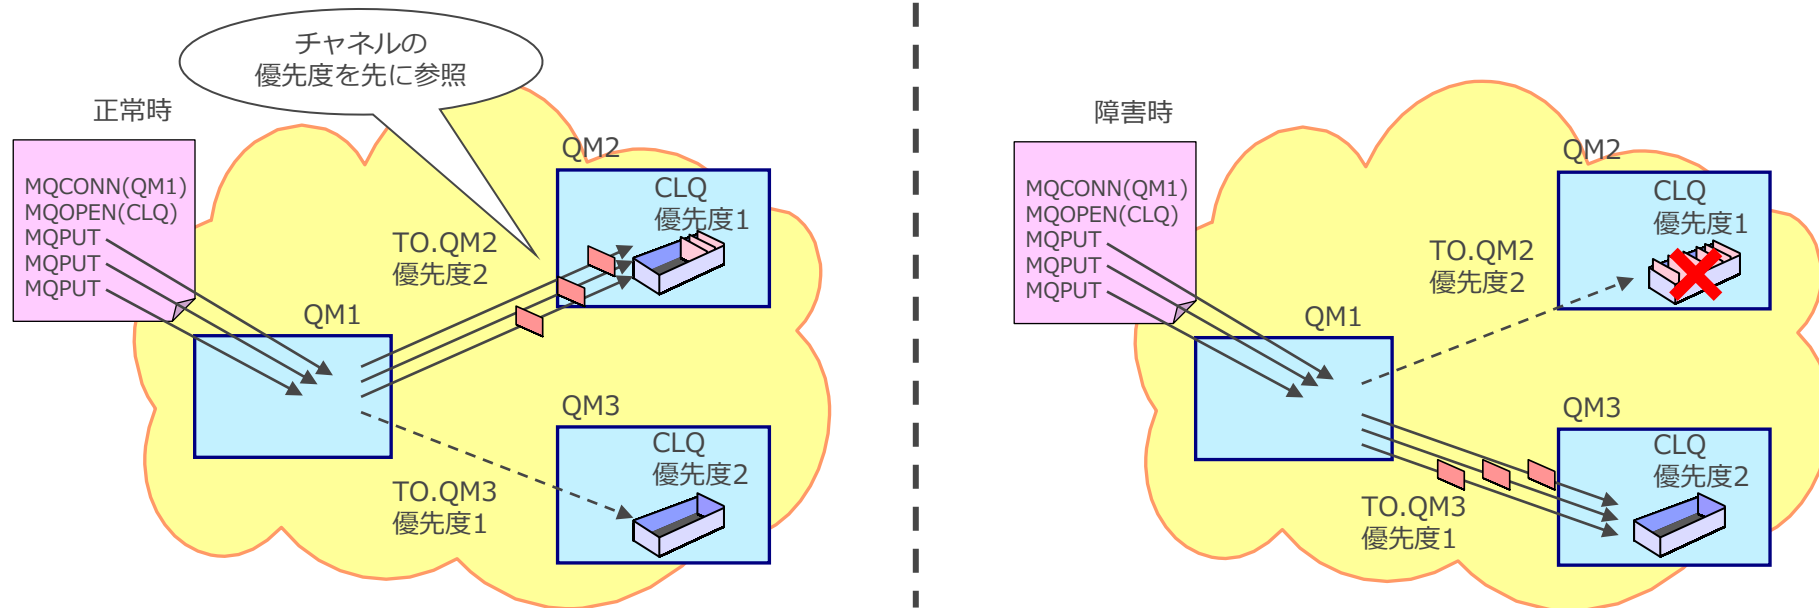 チャネルの
優先度を先に参照
正常時
MQCONN(QM1)
MQOPEN(CLQ)
MQPUT
MQPUT
MQPUT
QM1
TO.QM2
優先度2
QM2
CLQ
優先度1
TO.QM3
優先度1
QM3
CLQ
優先度2
障害時
MQCONN(QM1)
MQOPEN(CLQ)
MQPUT
MQPUT
MQPUT
QM1
TO.QM2
優先度2
QM2
CLQ
優先度1
TO.QM3
優先度1
QM3
CLQ
優先度2